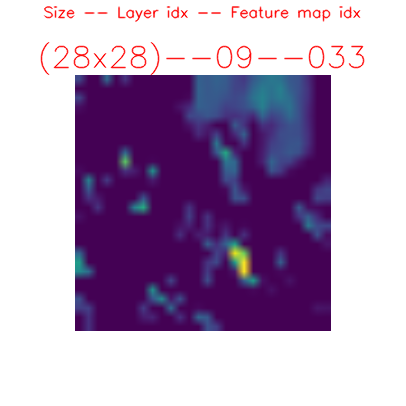 Size -- Layer idx -- Feature map idx
(28x28)--09--033